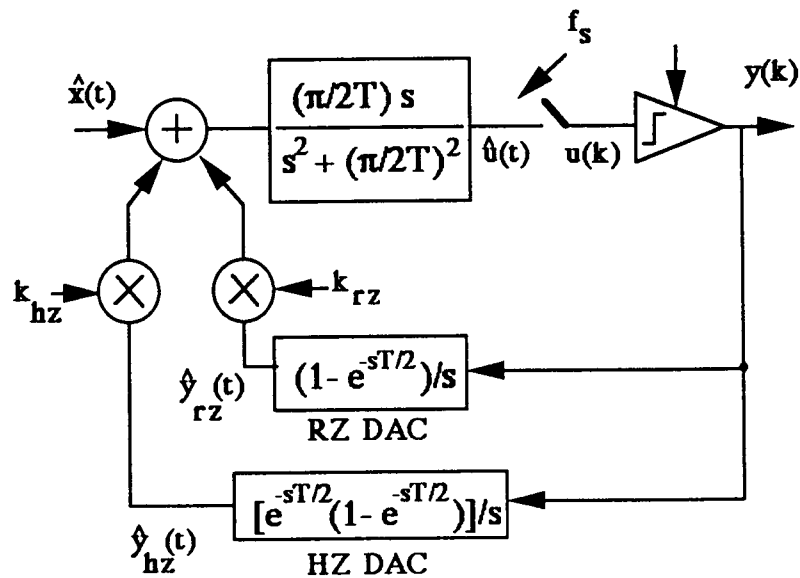 f_s
x̂(t)
+
(π/2T) s
s² + (π/2T)²
û(t)
u(k)
y(k)
k_hz
×
×
k_rz
ŷ_rz(t)
(1- e^-sT/2)/s
RZ DAC
ŷ_hz(t)
[e^-sT/2(1- e^-sT/2)]/s
HZ DAC